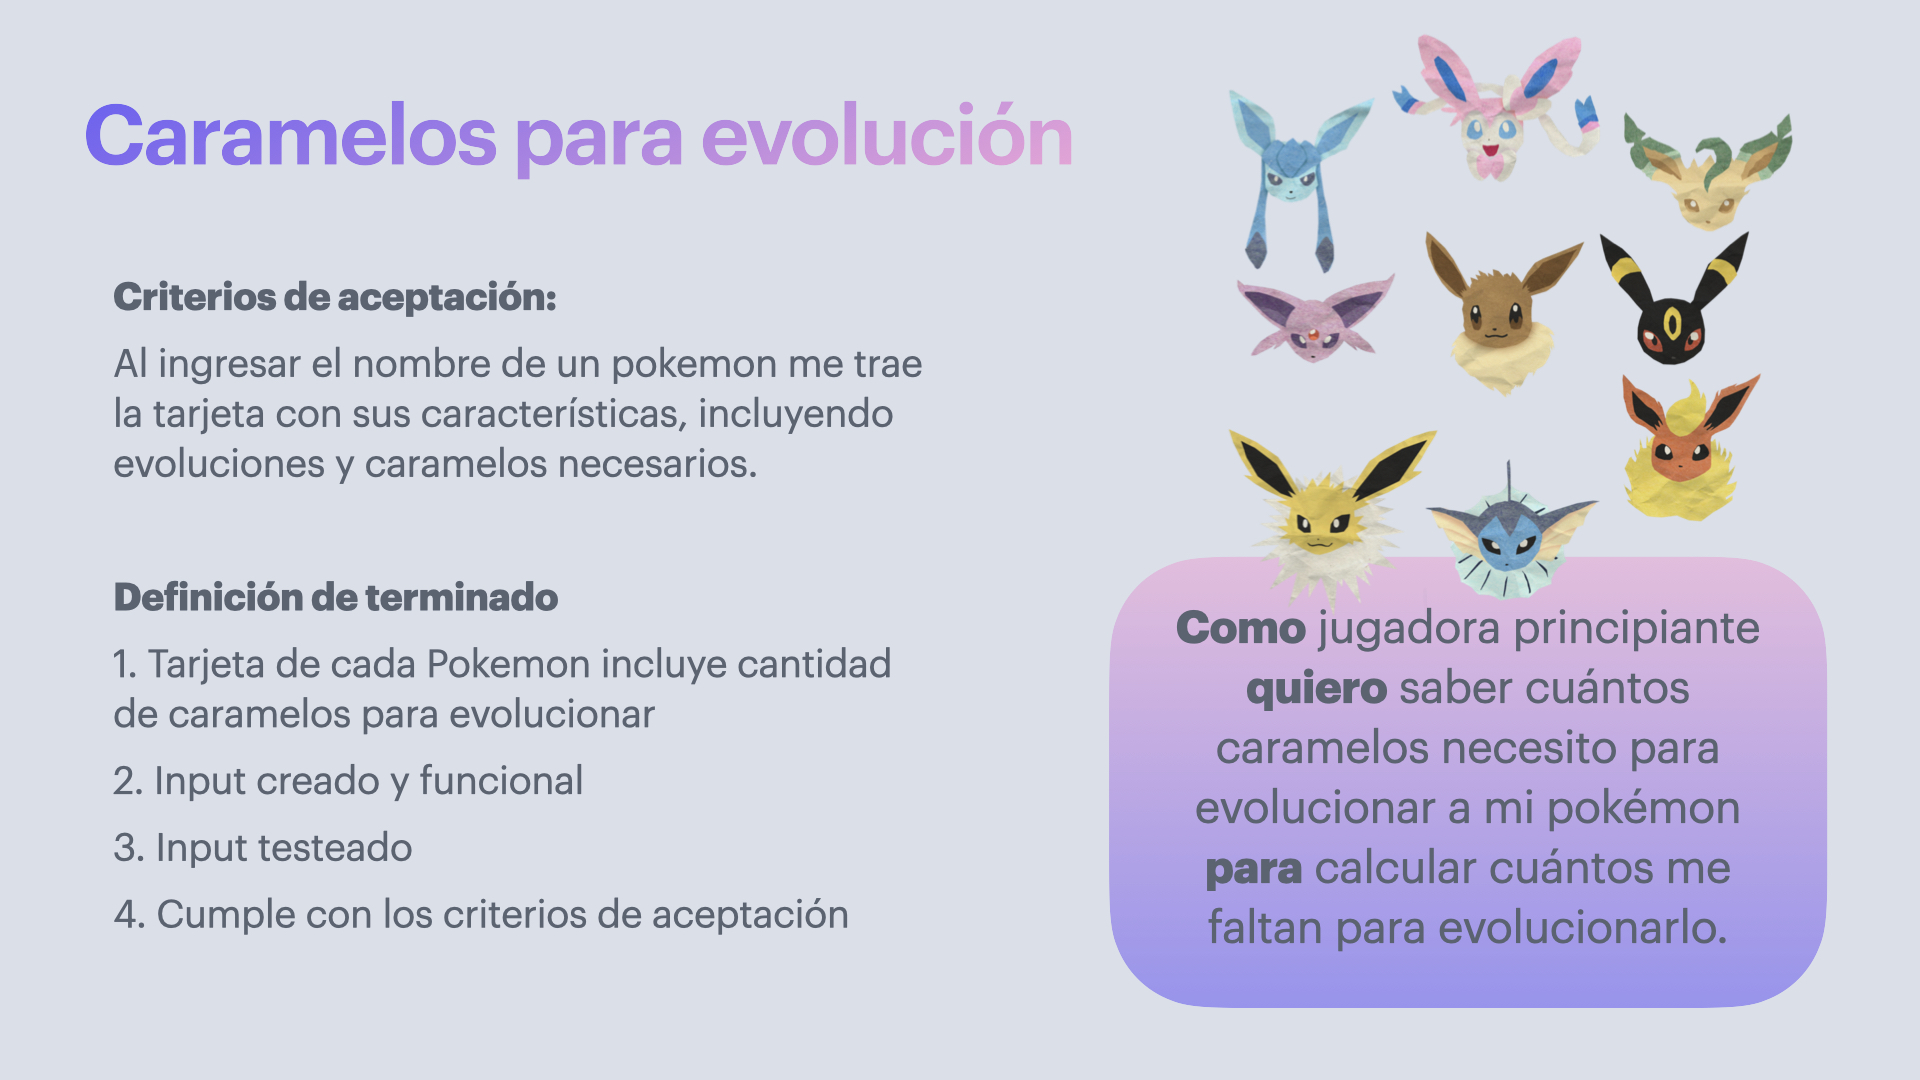 Caramelos para evolución
Criterios de aceptación:
Al ingresar el nombre de un pokemon me trae
la tarjeta con sus características, incluyendo
evoluciones y caramelos necesarios.
Definición de terminado
1. Tarjeta de cada Pokemon incluye cantidad
de caramelos para evolucionar
2. Input creado y funcional
3. Input testeado
4. Cumple con los criterios de aceptación
Como jugadora principiante
quiero saber cuántos
caramelos necesito para
evolucionar a mi pokémon
para calcular cuántos me
faltan para evolucionarlo.